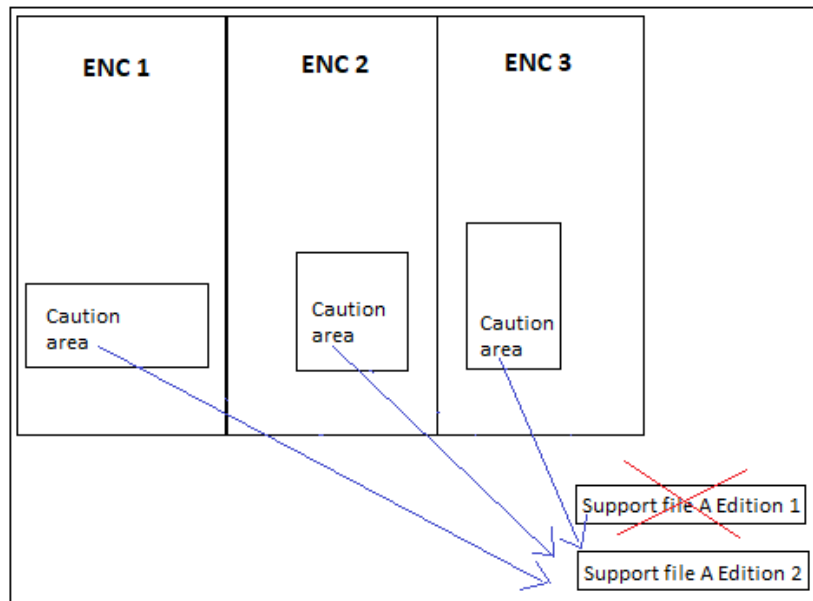 ENC 1
ENC 2
ENC 3
Caution
area
Caution
area
Caution
area
Support file A Edition 1
Support file A Edition 2